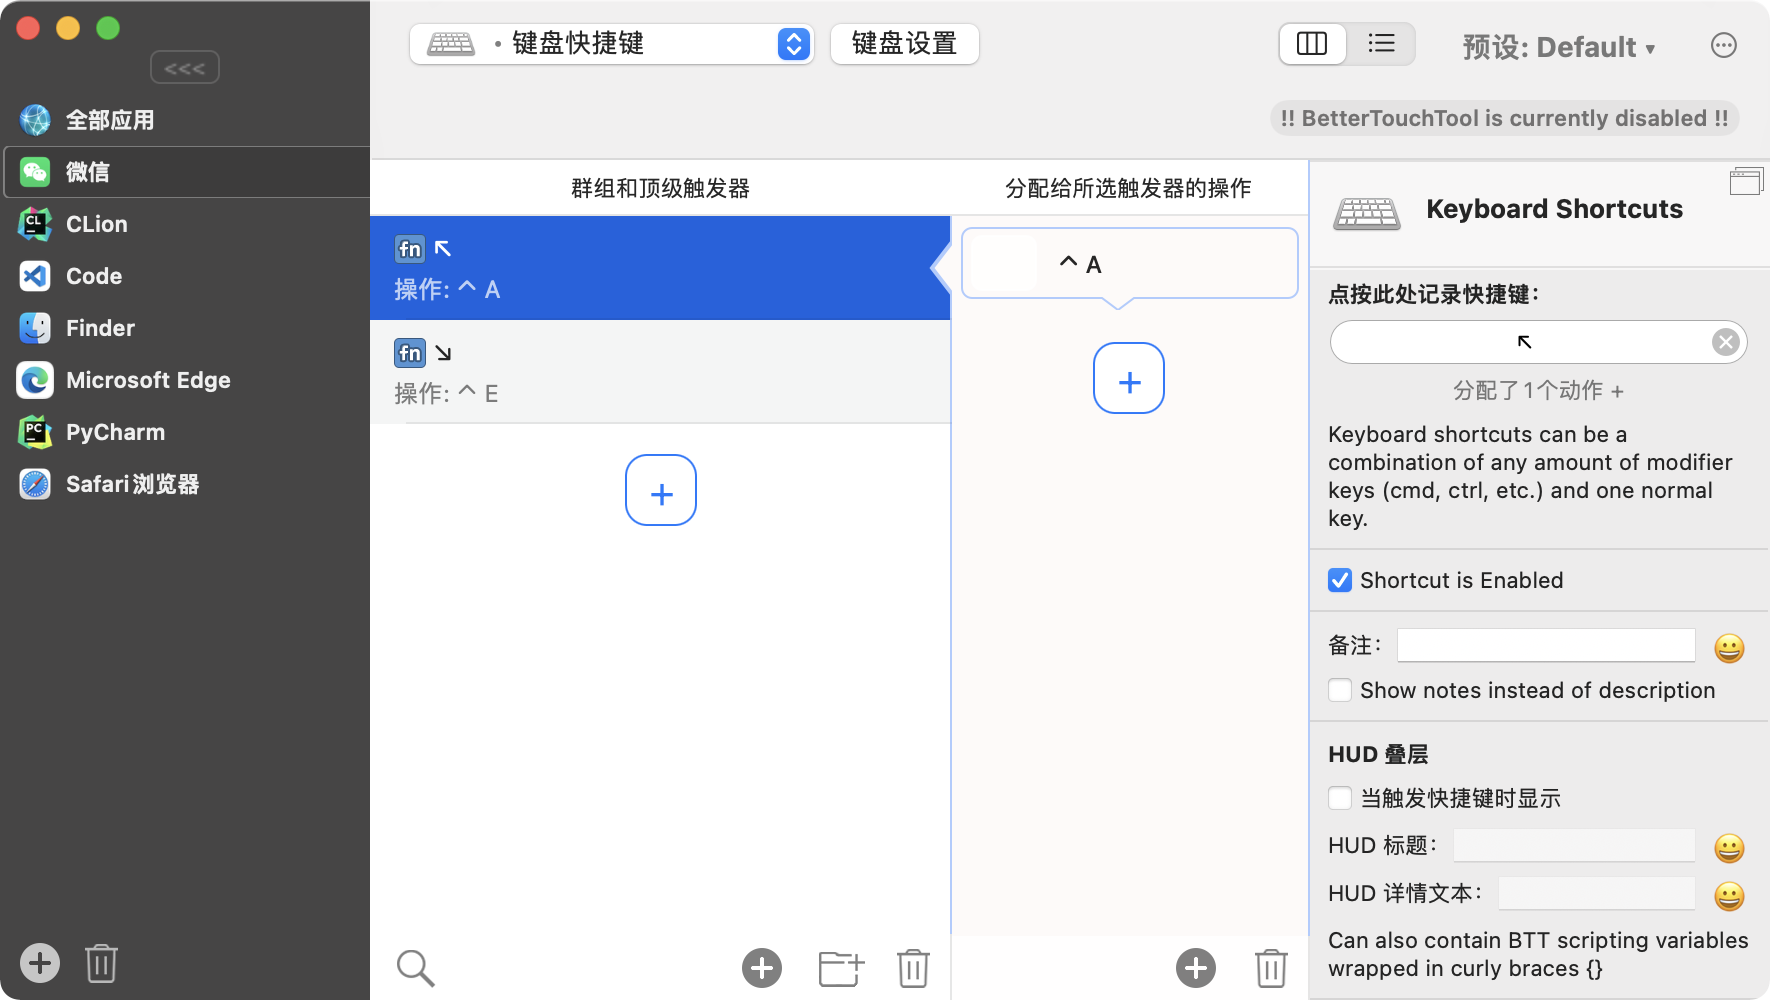 <<<
全部应用
微信
CLion
Code
Finder
Microsoft Edge
PyCharm
Safari浏览器
• 键盘快捷键
键盘设置
预设: Default ▾
!! BetterTouchTool is currently disabled !!
群组和顶级触发器
fn ↖
操作: ^ A
fn ↘
操作: ^ E
分配给所选触发器的操作
^ A
Keyboard Shortcuts
点按此处记录快捷键：
↖
分配了1个动作 +
Keyboard shortcuts can be a
combination of any amount of modifier
keys (cmd, ctrl, etc.) and one normal
key.
Shortcut is Enabled
备注：
Show notes instead of description
HUD 叠层
当触发快捷键时显示
HUD 标题：
HUD 详情文本：
Can also contain BTT scripting variables
wrapped in curly braces {}